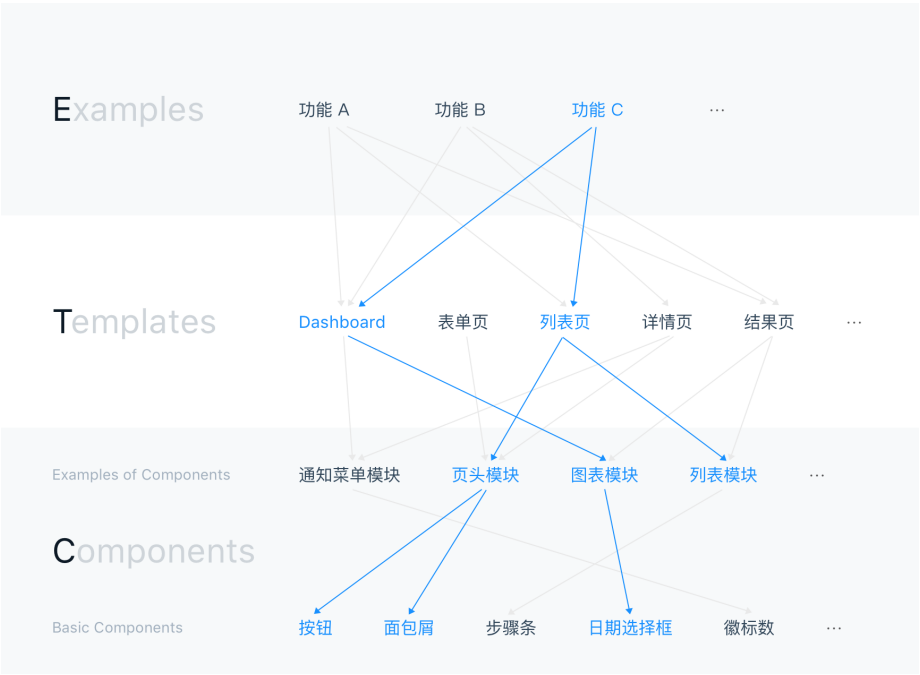 Examples 功能 A 功能 B 功能 C ...
Templates Dashboard 表单页 列表页 详情页 结果页 ...
Examples of Components 通知菜单模块 页头模块 图表模块 列表模块 ...
Components
Basic Components 按钮 面包屑 步骤条 日期选择框 徽标数 ...